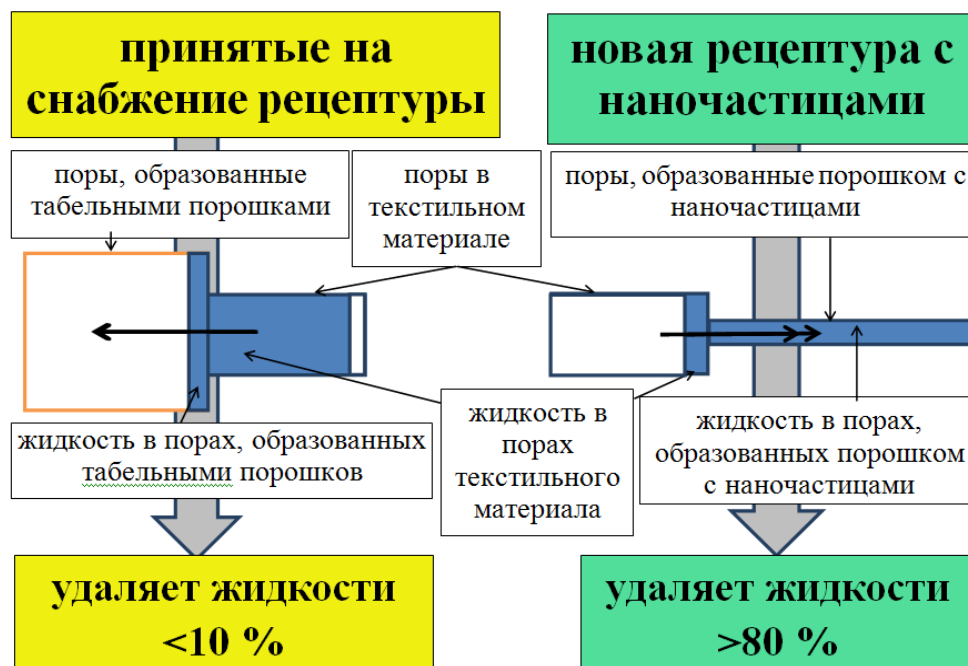 принятые на
снабжение рецептуры
новая рецептура с
наночастицами
поры, образованные
табельными порошками
поры в
текстильном
материале
поры, образованные порошком с
наночастицами
жидкость в порах, образованных
табельными порошков
жидкость в
порах
текстильного
материала
жидкость в порах,
образованных порошком
с наночастицами
удаляет жидкости
<10 %
удаляет жидкости
>80 %